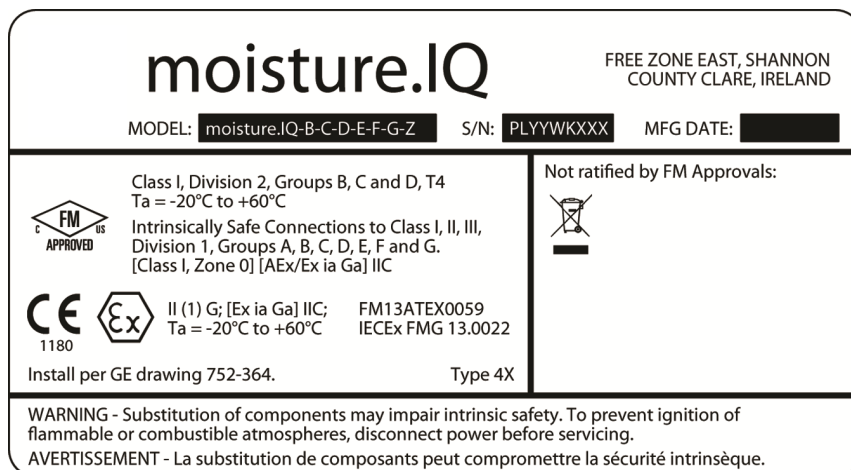 moisture.IQ
FREE ZONE EAST, SHANNON
COUNTY CLARE, IRELAND
MODEL: moisture.IQ-B-C-D-E-F-G-Z S/N: PLYYWKXXX MFG DATE:
C FM US
APPROVED
Class I, Division 2, Groups B, C and D, T4
Ta = -20°C to +60°C
Intrinsically Safe Connections to Class I, II, III,
Division 1, Groups A, B, C, D, E, F and G.
[Class I, Zone 0] [AEx/Ex ia Ga] IIC
CE
1180
Ex
II (1) G; [Ex ia Ga] IIC; FM13ATEX0059
Ta = -20°C to +60°C IECEx FMG 13.0022
Install per GE drawing 752-364. Type 4X
Not ratified by FM Approvals:
WARNING - Substitution of components may impair intrinsic safety. To prevent ignition of
flammable or combustible atmospheres, disconnect power before servicing.
AVERTISSEMENT - La substitution de composants peut compromettre la sécurité intrinsèque.